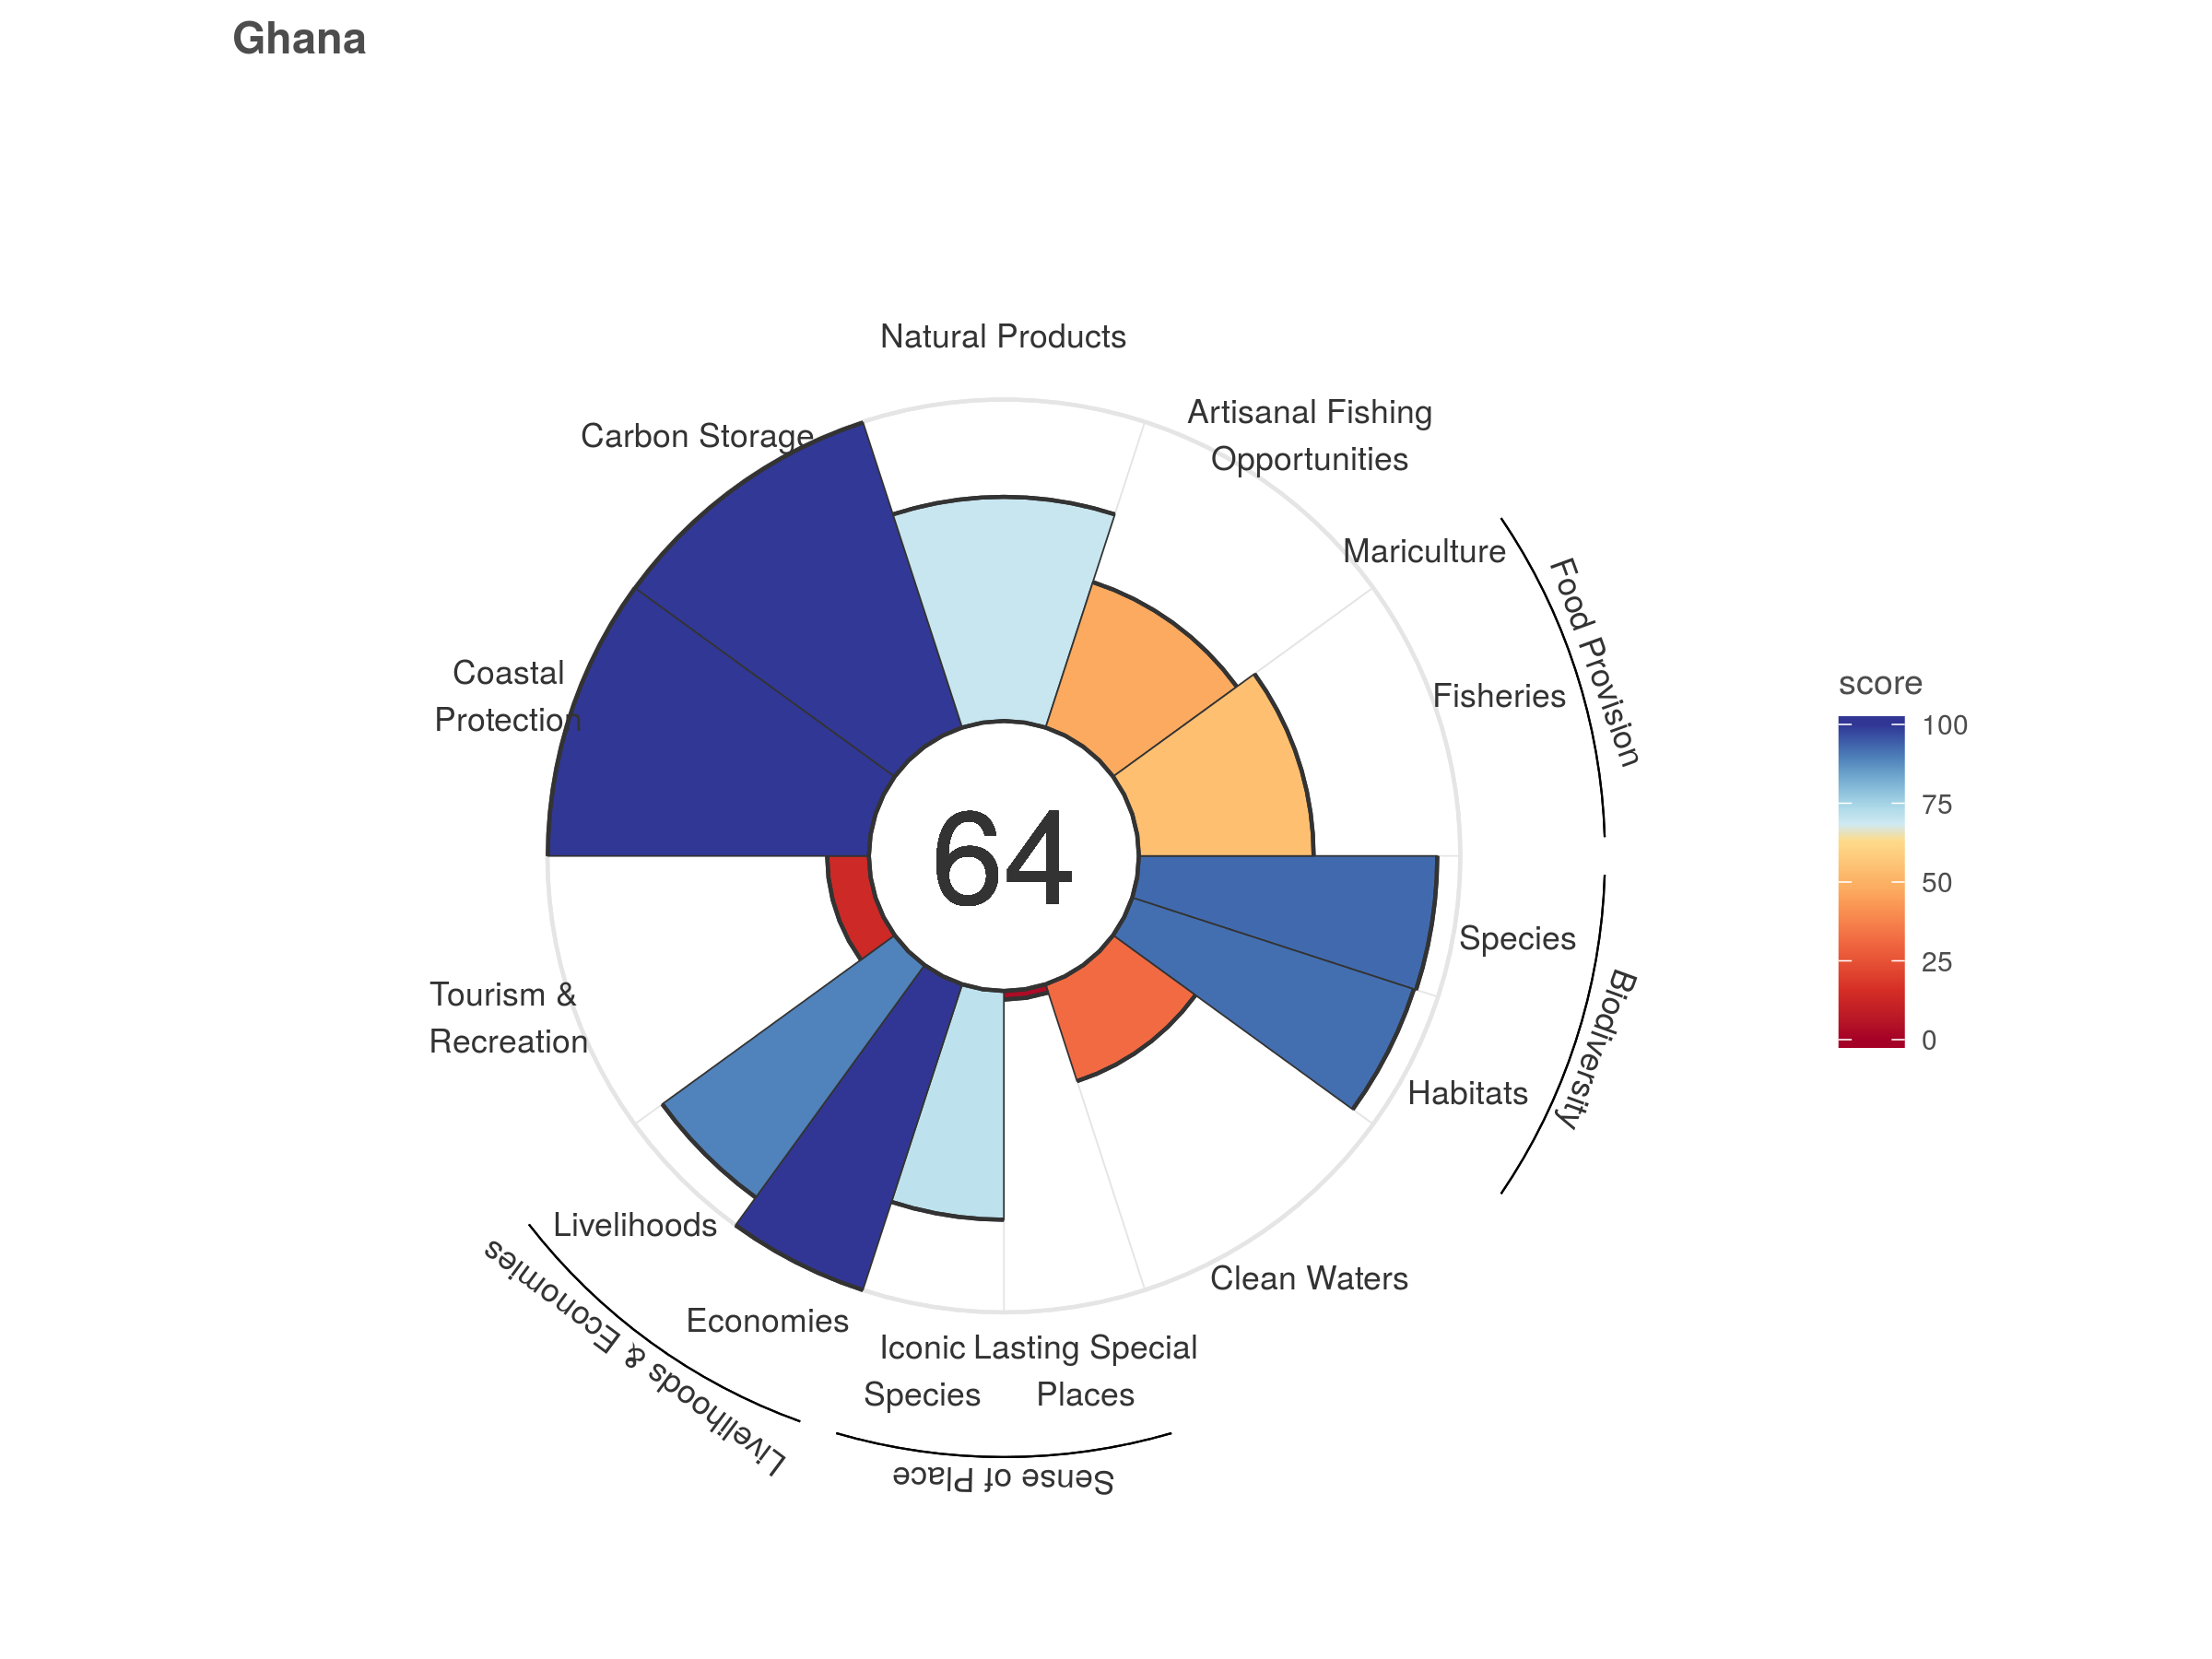 Ghana
Natural Products
Artisanal Fishing
Opportunities
Carbon Storage
Mariculture
Food Provision
Fisheries
Coastal
Protection
score
100
75
50
25
0
64
Species
Biodiversity
Tourism &
Recreation
Habitats
Livelihoods
Clean Waters
Economies
Livelihoods & Economies
Iconic
Species
Lasting Special
Places
Sense of Place